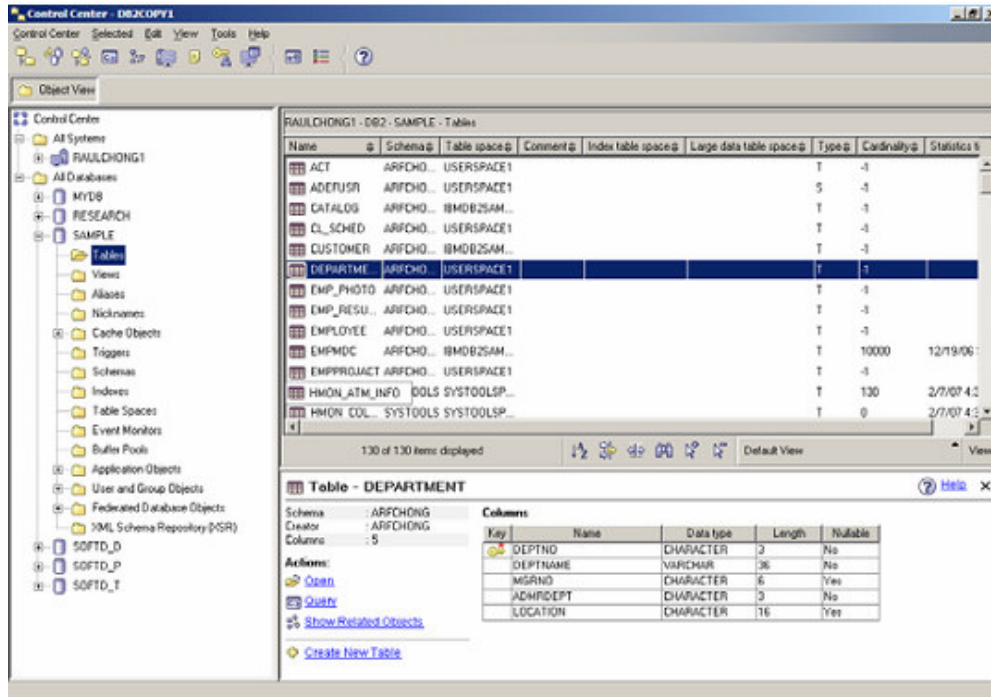 Control Center - DB2COPY1
Control Center Selected Edit View Tools Help
Object View
Control Center
All Systems
RAULCHONG1
All Databases
MYDB
RESEARCH
SAMPLE
Tables
Views
Aliases
Nicknames
Cache Objects
Triggers
Schemas
Indexes
Table Spaces
Event Monitors
Buffer Pools
Application Objects
User and Group Objects
Federated Database Objects
XML Schema Repository (XSR)
SOFTD_D
SOFTD_P
SOFTD_T
RAULCHONG1 - DB2 - SAMPLE - Tables
Name Schema Table space Comment Index table space Large data table space Type Cardinality Statistics
ACT ARFCHO... USERSPACE1 T -1
ADEFUSR ARFCHO... USERSPACE1 S -1
CATALOG ARFCHO... IBMDB2SAM... T -1
CL_SCHED ARFCHO... USERSPACE1 T -1
CUSTOMER ARFCHO... IBMDB2SAM... T -1
DEPARTME... ARFCHO... USERSPACE1 T -1
EMP_PHOTO ARFCHO... USERSPACE1 T -1
EMP_RESU... ARFCHO... USERSPACE1 T -1
EMPLOYEE ARFCHO... USERSPACE1 T -1
EMPMDC ARFCHO... IBMDB2SAM... T 10000 12/19/06
EMPPROJACT ARFCHO... USERSPACE1 T -1
HMON_ATM_INFO OOLS SYSTOOLSP... T 130 2/7/07 4:3
HMON_COL... SYSTOOLS SYSTOOLSP... T 0 2/7/07 4:3
130 of 130 items displayed Default View View
Table - DEPARTMENT Help
Schema : ARFCHONG
Creator : ARFCHONG
Columns : 5
Actions:
Open
Query
Show Related Objects
Create New Table
Columns
Key Name Data type Length Nullable
DEPTNO CHARACTER 3 No
DEPTNAME VARCHAR 36 No
MGRNO CHARACTER 6 Yes
ADMRDEPT CHARACTER 3 No
LOCATION CHARACTER 16 Yes